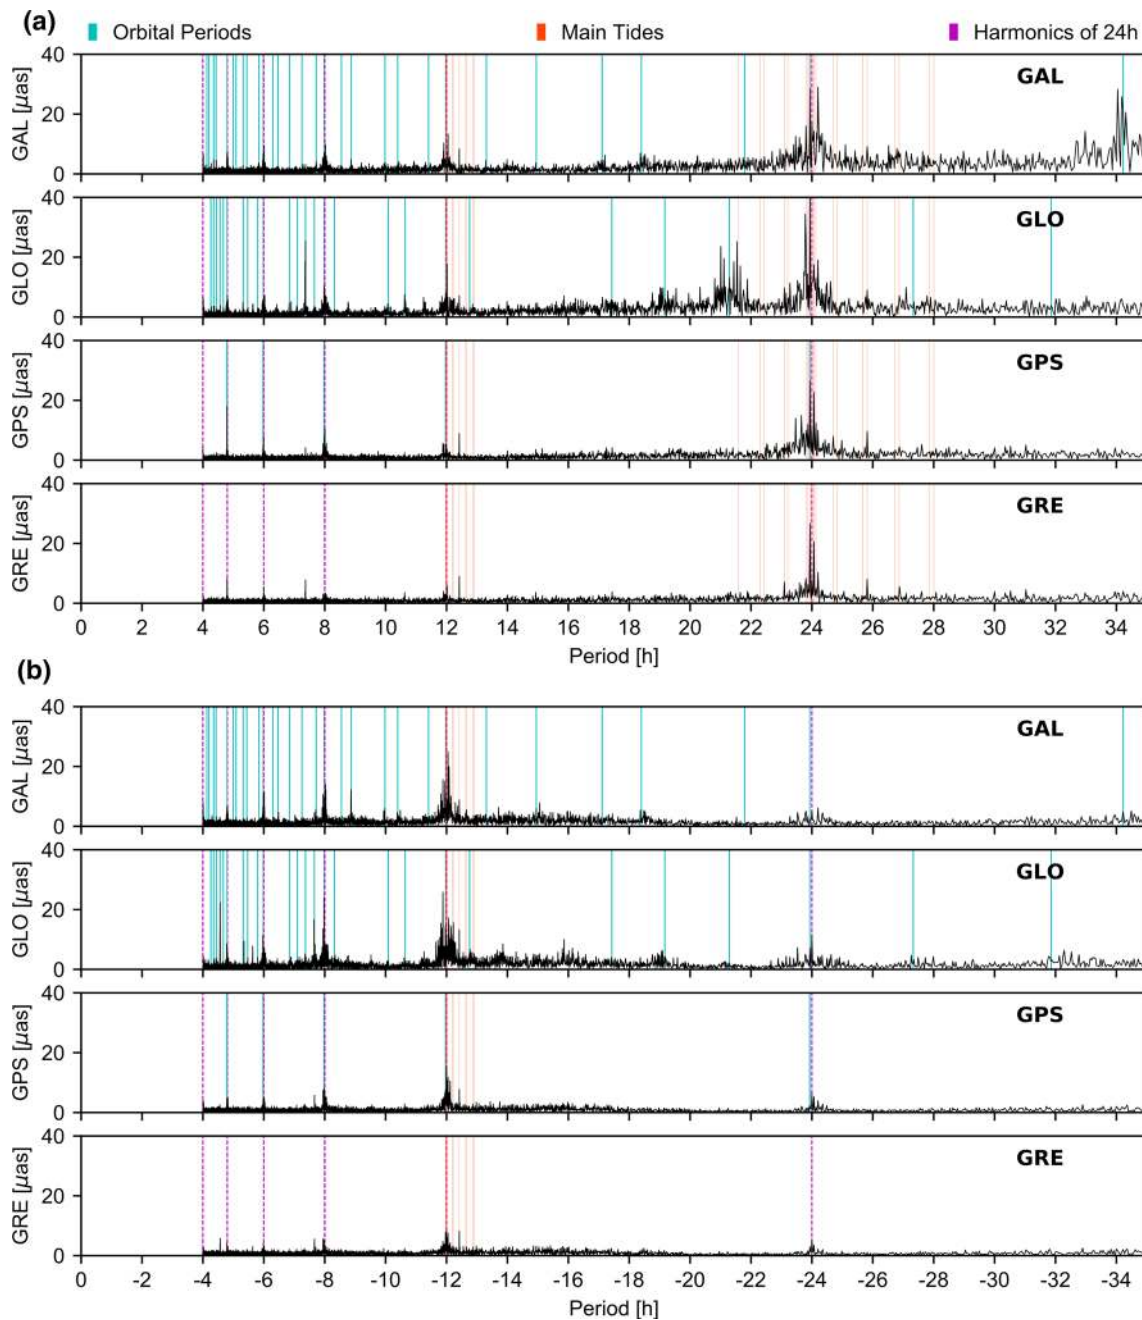 (a)
Orbital Periods Main Tides Harmonics of 24h
40
20
0
GAL [μas]
GAL
40
20
0
GLO [μas]
GLO
40
20
0
GPS [μas]
GPS
40
20
0
GRE [μas]
GRE
0 2 4 6 8 10 12 14 16 18 20 22 24 26 28 30 32 34
Period [h]
(b)
40
20
0
GAL [μas]
GAL
40
20
0
GLO [μas]
GLO
40
20
0
GPS [μas]
GPS
40
20
0
GRE [μas]
GRE
0 -2 -4 -6 -8 -10 -12 -14 -16 -18 -20 -22 -24 -26 -28 -30 -32 -34
Period [h]